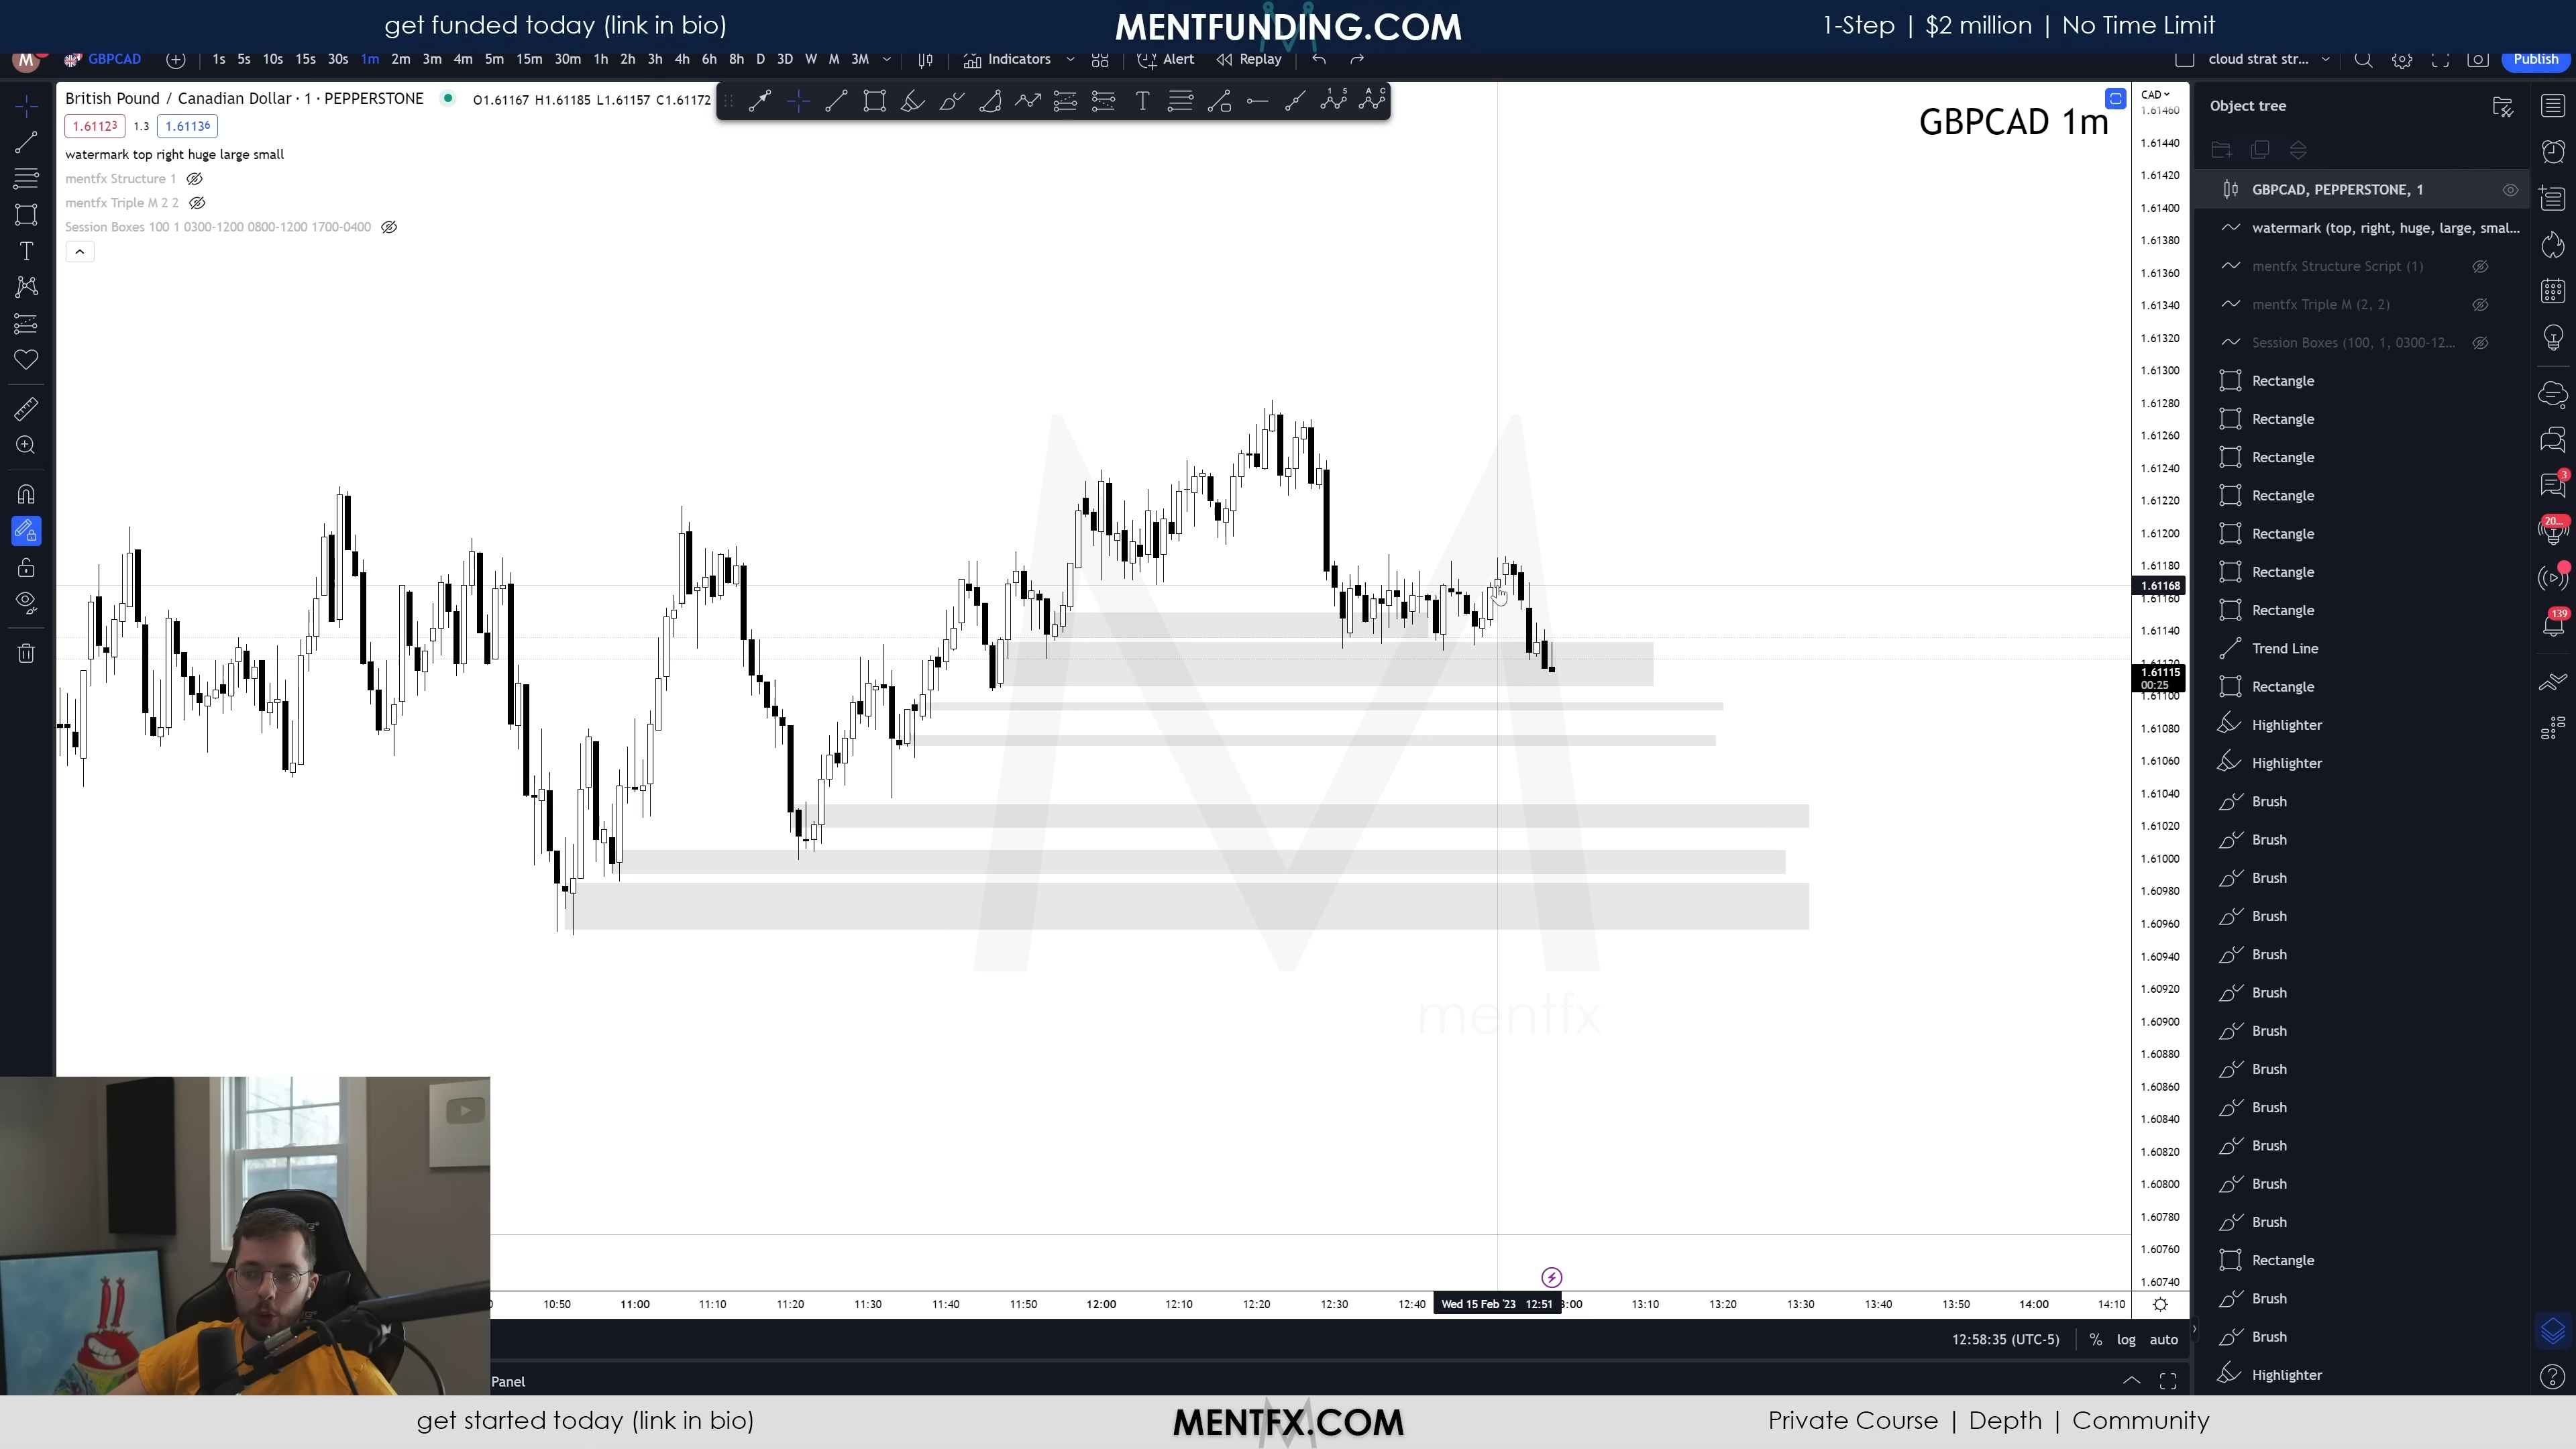 get funded today (link in bio)
MENTFUNDING.COM
1-Step | $2 million | No Time Limit
M GBPCAD 1s 5s 10s 15s 30s 1m 2m 3m 4m 5m 15m 30m 1h 2h 3h 4h 6h 8h D 3D W M 3M Indicators Alert Replay cloud strat str... Publish
British Pound / Canadian Dollar · 1 · PEPPERSTONE O1.61167 H1.61185 L1.61157 C1.61172
1.61123 1.3 1.61136
watermark top right huge large small
mentfx Structure 1
mentfx Triple M 2 2
Session Boxes 100 1 0300-1200 0800-1200 1700-0400
GBPCAD 1m
CAD
1.61460
1.61440
1.61420
1.61400
1.61380
1.61360
1.61340
1.61320
1.61300
1.61280
1.61260
1.61240
1.61220
1.61200
1.61180
1.61168
1.61160
1.61140
1.61120
1.61115
00:25
1.61100
1.61080
1.61060
1.61040
1.61020
1.61000
1.60980
1.60960
1.60940
1.60920
1.60900
1.60880
1.60860
1.60840
1.60820
1.60800
1.60780
1.60760
1.60740
mentfx
10:50 11:00 11:10 11:20 11:30 11:40 11:50 12:00 12:10 12:20 12:30 12:40 Wed 15 Feb '23 12:51 3:00 13:10 13:20 13:30 13:40 13:50 14:00 14:10
12:58:35 (UTC-5) % log auto
Panel
Object tree
GBPCAD, PEPPERSTONE, 1
watermark (top, right, huge, large, smal...
mentfx Structure Script (1)
mentfx Triple M (2, 2)
Session Boxes (100, 1, 0300-12...
Rectangle
Rectangle
Rectangle
Rectangle
Rectangle
Rectangle
Rectangle
Trend Line
Rectangle
Highlighter
Highlighter
Brush
Brush
Brush
Brush
Brush
Brush
Brush
Brush
Brush
Brush
Brush
Brush
Rectangle
Brush
Brush
Highlighter
3
20...
139
get started today (link in bio)
MENTFX.COM
Private Course | Depth | Community